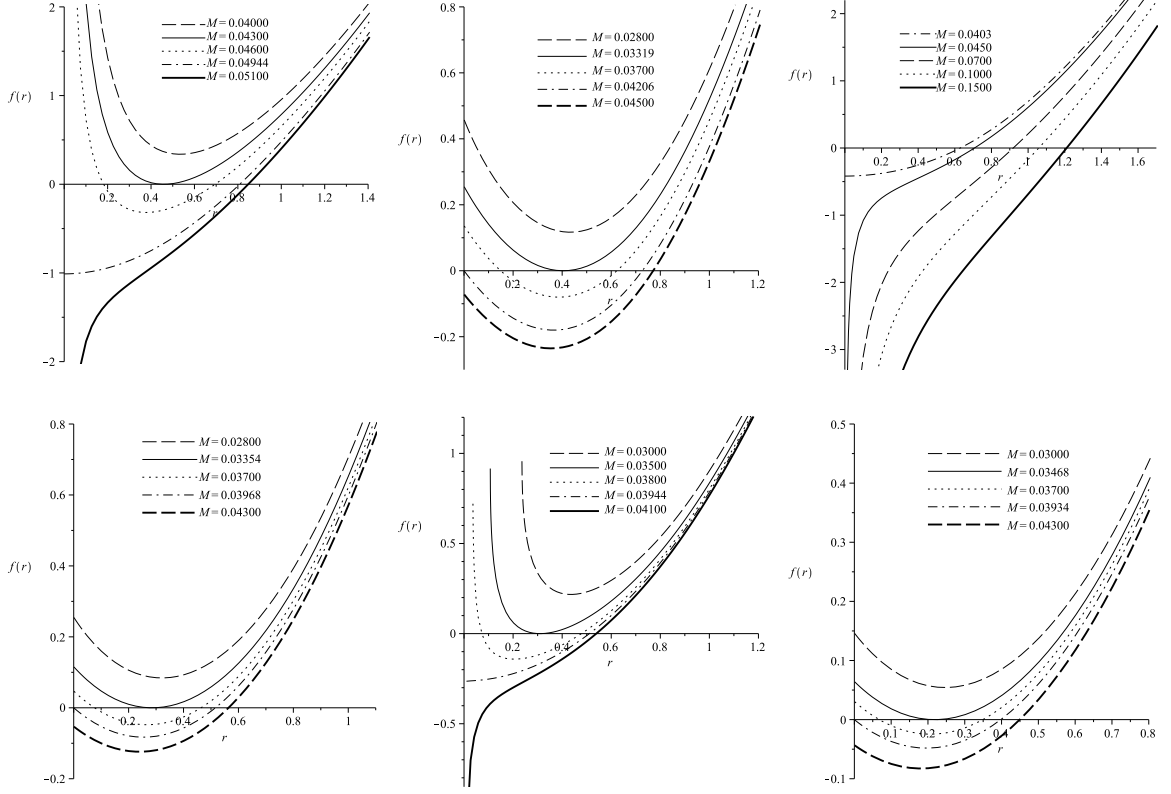 2
M = 0.04000
M = 0.04300
M = 0.04600
M = 0.04944
M = 0.05100
1
f(r)
0
0.2 0.4 0.6 0.8 1 1.2 1.4
r
−1
−2
0.8
M = 0.02800
M = 0.03319
M = 0.03700
M = 0.04206
M = 0.04500
0.6
f(r)
0.4
0.2
0
0.2 0.4 0.6 0.8 1 1.2
r
−0.2
2
M = 0.0403
M = 0.0450
M = 0.0700
M = 0.1000
M = 0.1500
1
f(r)
0
0.2 0.4 0.6 0.8 1 1.2 1.4 1.6
r
−1
−2
−3
0.8
M = 0.02800
M = 0.03354
M = 0.03700
M = 0.03968
M = 0.04300
0.6
f(r)
0.4
0.2
0
0.2 0.4 0.6 0.8 1
r
−0.2
1
M = 0.03000
M = 0.03500
M = 0.03800
M = 0.03944
M = 0.04100
f(r)
0.5
0
0.2 0.4 0.6 0.8 1.0 1.2
r
−0.5
0.5
M = 0.03000
M = 0.03468
M = 0.03700
M = 0.03934
M = 0.04300
0.4
0.3
f(r)
0.2
0.1
0
0.1 0.2 0.3 0.4 0.5 0.6 0.7 0.8
r
−0.1